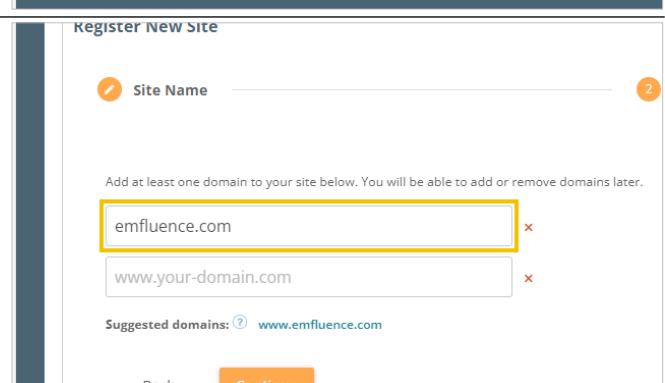 Register New Site
Site Name
2
Add at least one domain to your site below. You will be able to add or remove domains later.
emfluence.com
×
www.your-domain.com
×
Suggested domains: ? www.emfluence.com